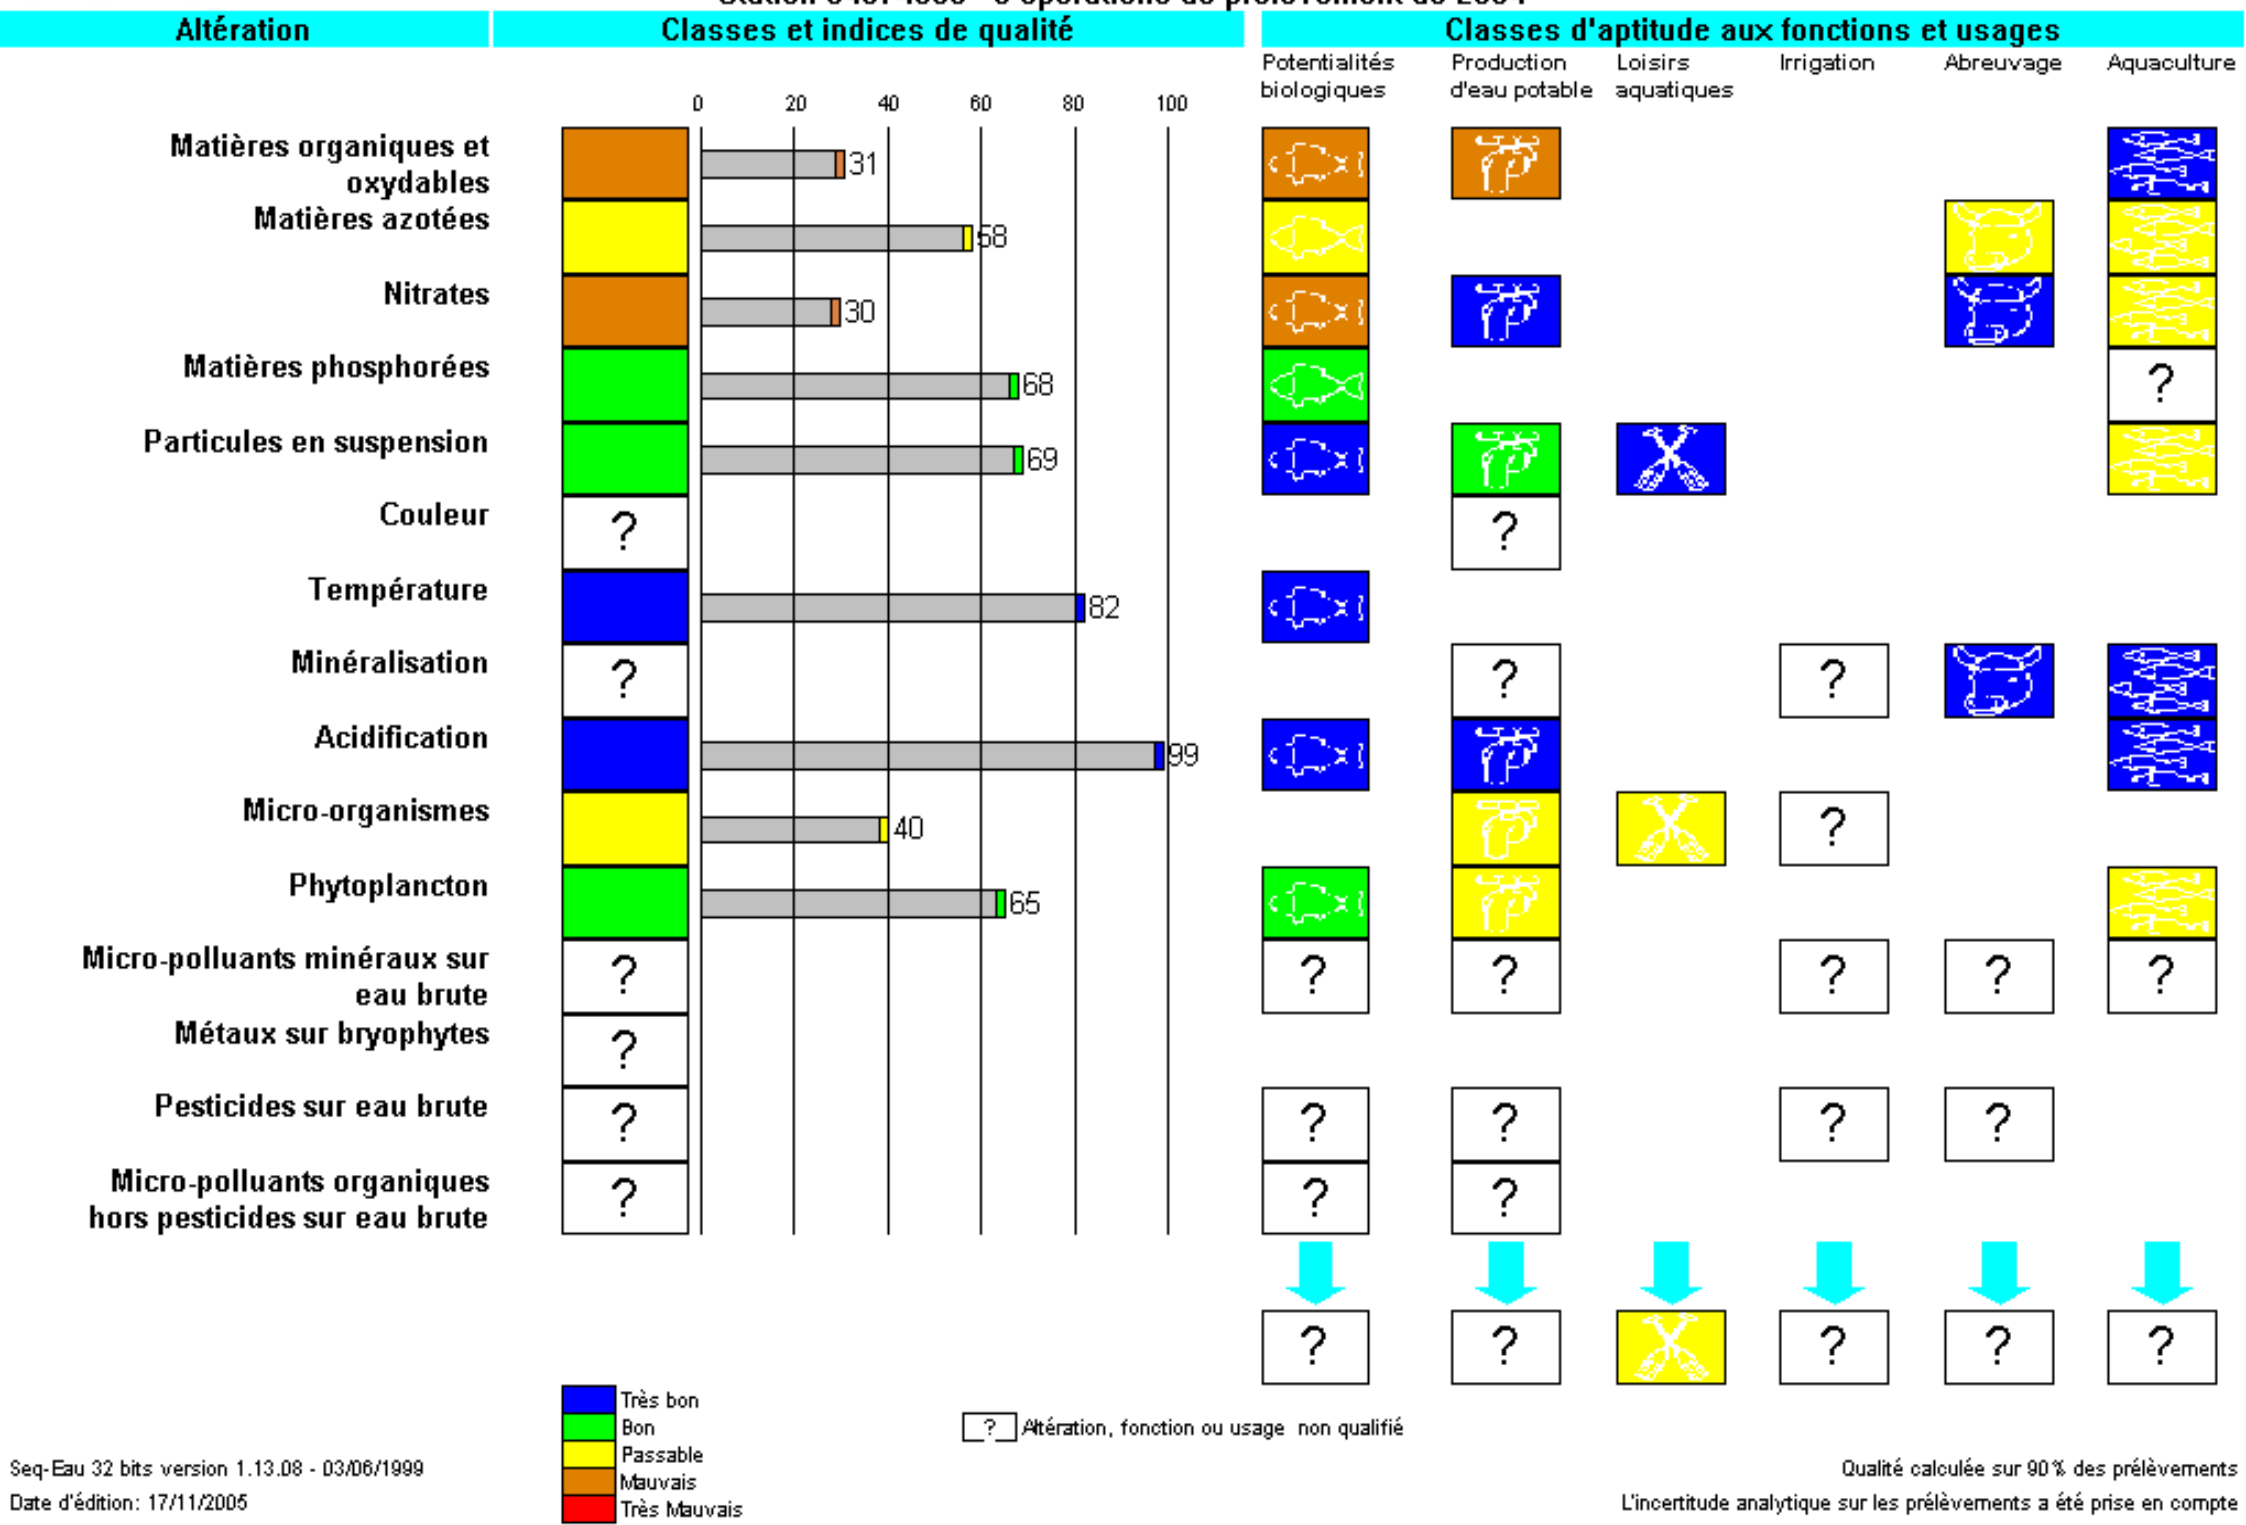 Altération
Classes et indices de qualité
Classes d'aptitude aux fonctions et usages
Potentialités
biologiques
Production
d'eau potable
Loisirs
aquatiques
Irrigation
Abreuvage
Aquaculture
0 20 40 60 80 100
Matières organiques et
oxydables
31
Matières azotées
58
Nitrates
30
Matières phosphorées
68
?
Particules en suspension
69
Couleur
? ?
Température
82
Minéralisation
? ? ?
Acidification
99
Micro-organismes
40
?
Phytoplancton
65
Micro-polluants minéraux sur
eau brute
? ? ? ? ? ?
Métaux sur bryophytes
?
Pesticides sur eau brute
? ? ? ? ?
Micro-polluants organiques
hors pesticides sur eau brute
? ? ?
? ? ? ? ?
Très bon
Bon
Passable
Mauvais
Très Mauvais
? Altération, fonction ou usage non qualifié
Seq-Eau 32 bits version 1.13.08 - 03/06/1999
Date d'édition: 17/11/2005
Qualité calculée sur 90% des prélèvements
L'incertitude analytique sur les prélèvements a été prise en compte